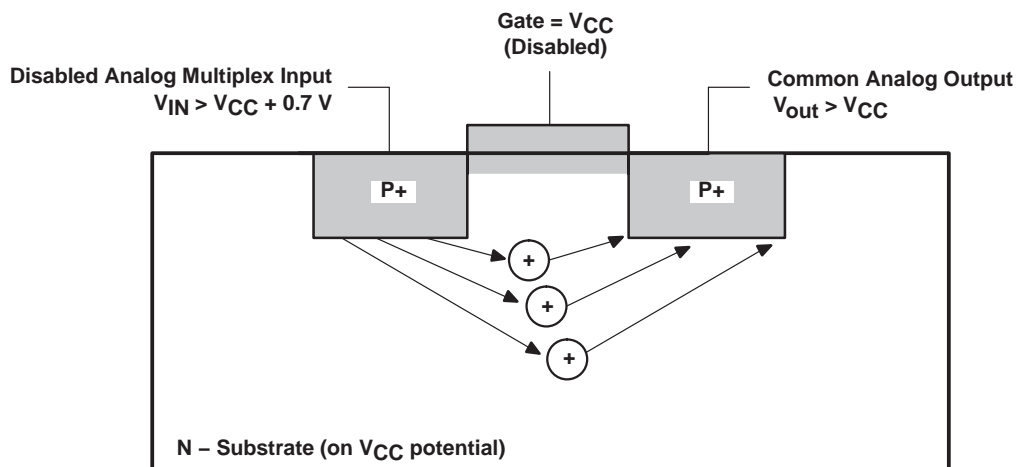 Gate = VCC
(Disabled)
Disabled Analog Multiplex Input
VIN > VCC + 0.7 V
Common Analog Output
Vout > VCC
P+
P+
+
+
+
N – Substrate (on VCC potential)